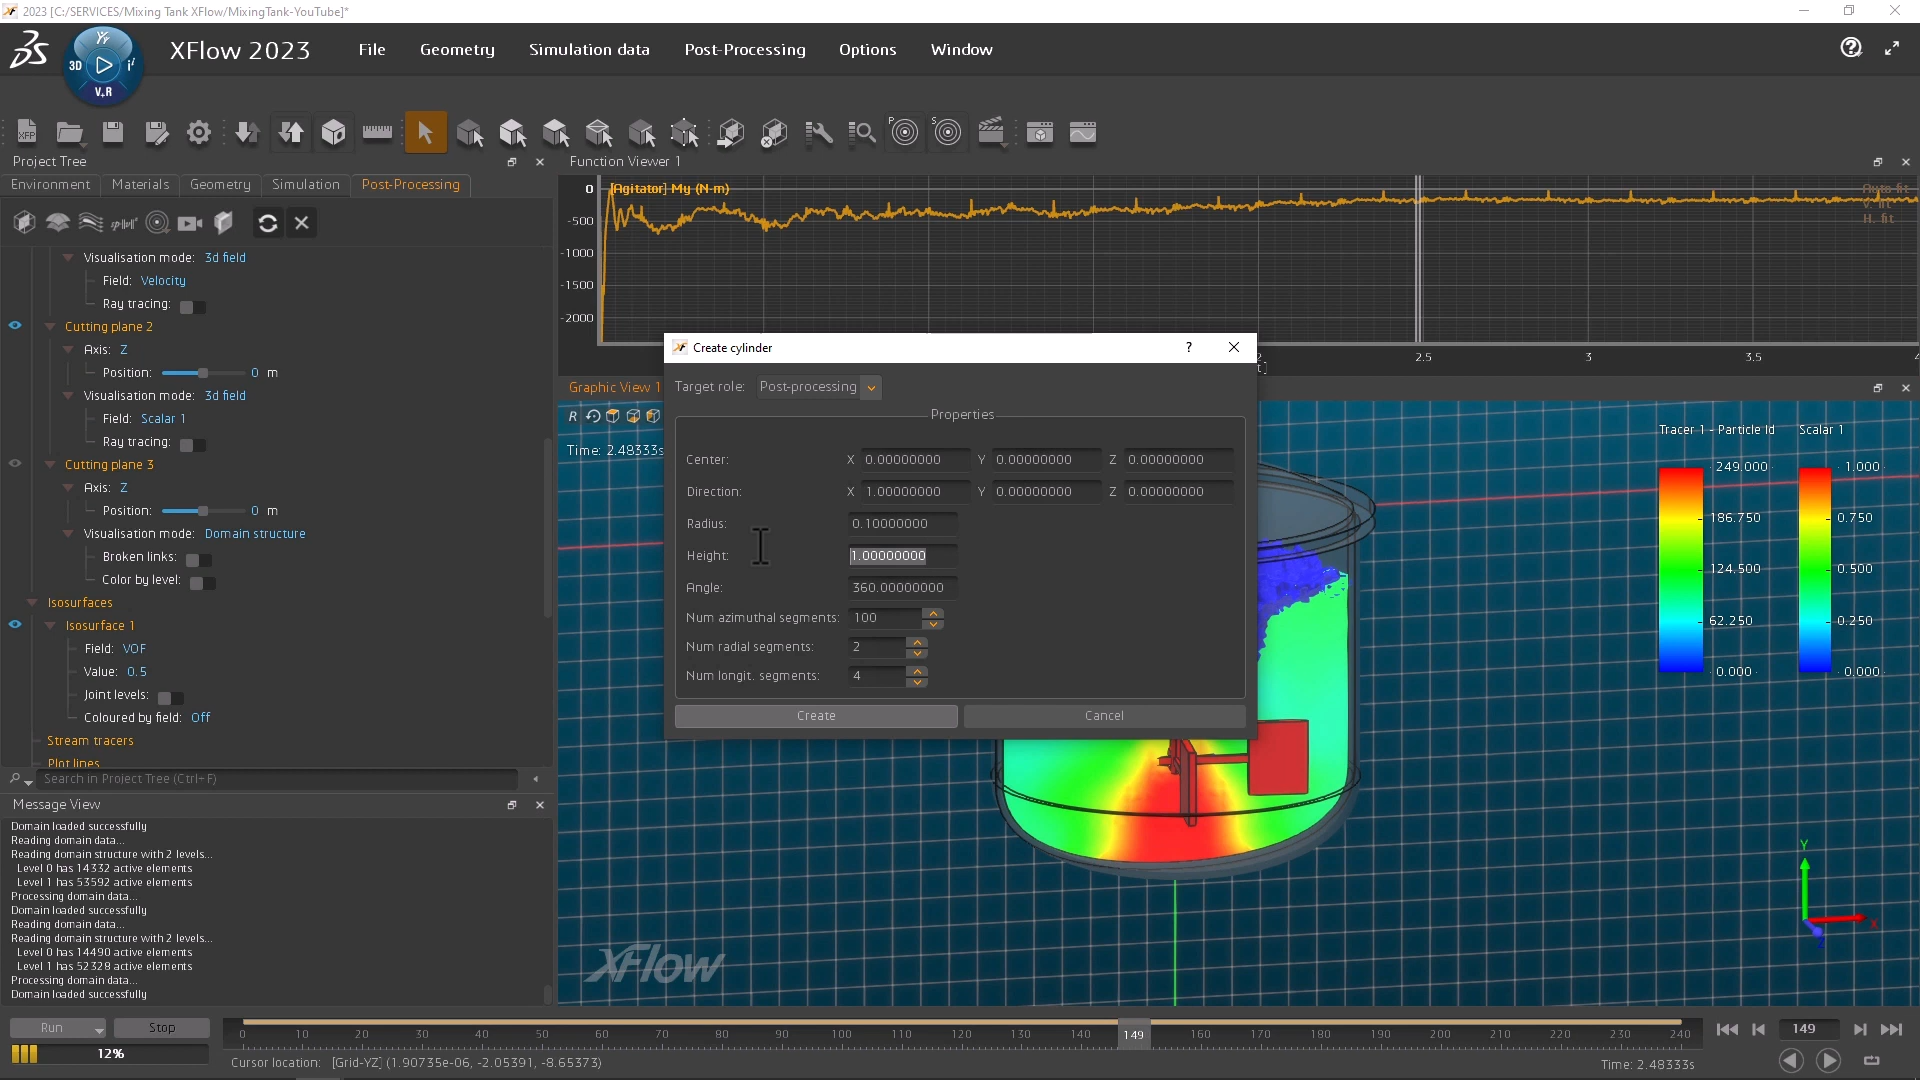 2023 [C:/SERVICES/Mixing Tank XFlow/MixingTank-YouTube]*
3D
V+R
XFlow 2023
File
Geometry
Simulation data
Post-Processing
Options
Window
Project Tree
Environment
Materials
Geometry
Simulation
Post-Processing
Visualisation mode: 3d field
Field: Velocity
Ray tracing:
Cutting plane 2
Axis: Z
Position: 0 m
Visualisation mode: 3d field
Field: Scalar 1
Ray tracing:
Cutting plane 3
Axis: Z
Position: 0 m
Visualisation mode: Domain structure
Broken links:
Color by level:
Isosurfaces
Isosurface 1
Field: VOF
Value: 0.5
Joint levels:
Coloured by field: Off
Stream tracers
Plot lines
Search in Project Tree (Ctrl+F)
Message View
Domain loaded successfully
Reading domain data...
Reading domain structure with 2 levels...
Level 0 has 14332 active elements
Level 1 has 53592 active elements
Processing domain data...
Domain loaded successfully
Reading domain data...
Reading domain structure with 2 levels...
Level 0 has 14490 active elements
Level 1 has 52328 active elements
Processing domain data...
Domain loaded successfully
Function Viewer 1
[Agitator] My (N·m)
0
-500
-1000
-1500
-2000
Auto fit
V. fit
H. fit
2.5
3
3.5
4
Graphic View 1
R
Time: 2.48333s
Create cylinder
?
Target role: Post-processing
Properties
Center: X 0.00000000 Y 0.00000000 Z 0.00000000
Direction: X 1.00000000 Y 0.00000000 Z 0.00000000
Radius: 0.10000000
Height: 1.00000000
Angle: 360.00000000
Num azimuthal segments: 100
Num radial segments: 2
Num longit. segments: 4
Create
Cancel
Tracer 1 - Particle Id
249.000
186.750
124.500
62.250
0.000
Scalar 1
1.000
0.750
0.500
0.250
0.000
Y
X
XFlow
Run
Stop
12%
0 10 20 30 40 50 60 70 80 90 100 110 120 130 140 149 160 170 180 190 200 210 220 230 240
149
Cursor location: [Grid-YZ] (1.90735e-06, -2.05391, -8.65373)
Time: 2.48333s